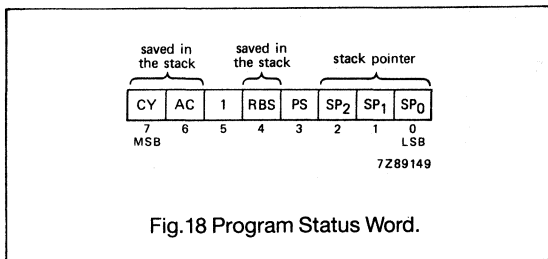 saved in saved in
the stack the stack stack pointer
CY AC 1 RBS PS SP2 SP1 SP0
7 6 5 4 3 2 1 0
MSB LSB
7Z89149
Fig.18 Program Status Word.